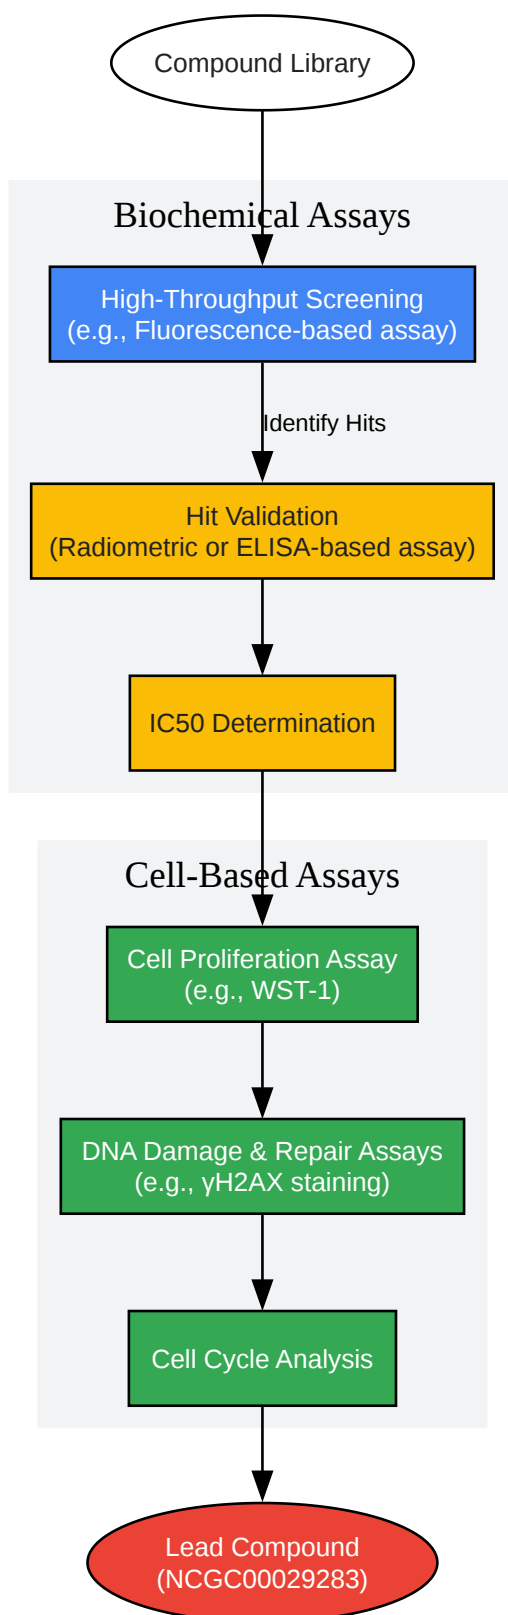 Compound Library
Biochemical Assays
High-Throughput Screening
(e.g., Fluorescence-based assay)
Identify Hits
Hit Validation
(Radiometric or ELISA-based assay)
IC50 Determination
Cell-Based Assays
Cell Proliferation Assay
(e.g., WST-1)
DNA Damage & Repair Assays
(e.g., γH2AX staining)
Cell Cycle Analysis
Lead Compound
(NCGC00029283)